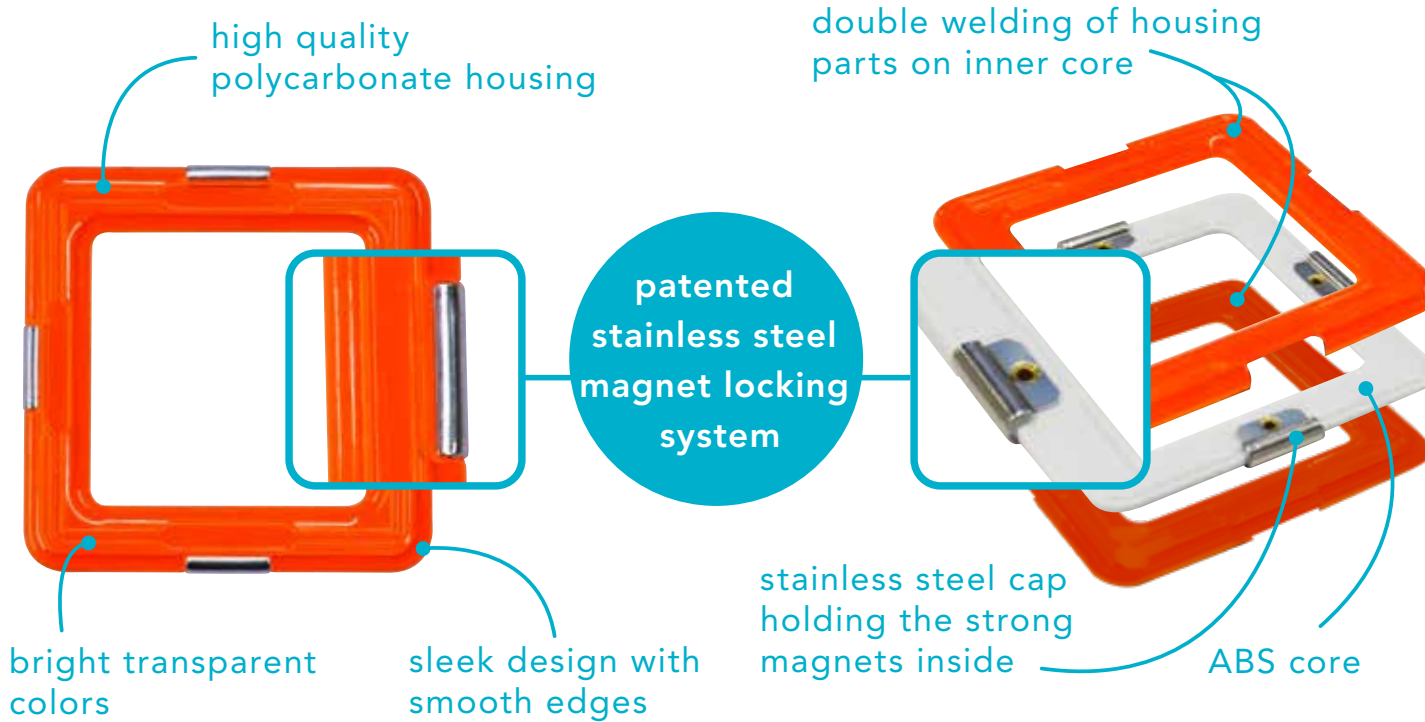 high quality
polycarbonate housing
double welding of housing
parts on inner core
patented
stainless steel
magnet locking
system
bright transparent
colors
sleek design with
smooth edges
stainless steel cap
holding the strong
magnets inside
ABS core